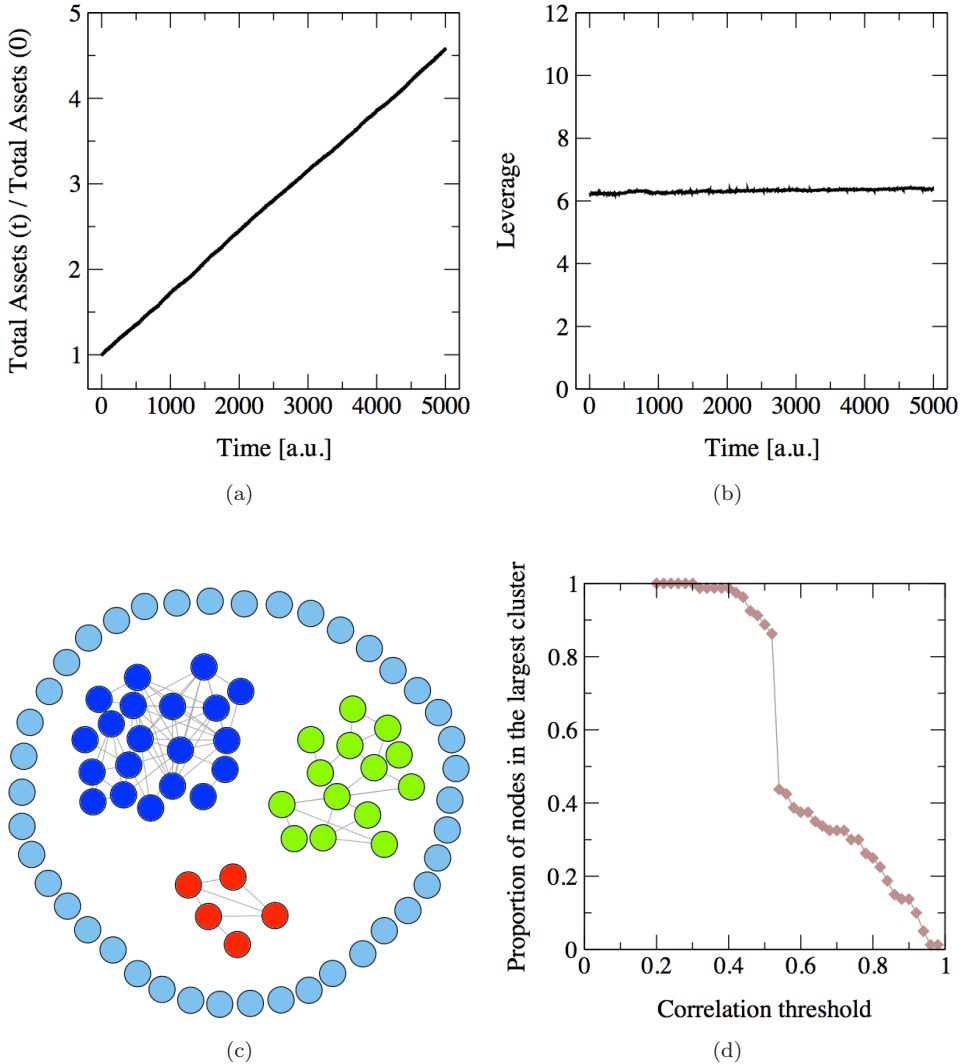 5
4
3
2
1
Total Assets (t) / Total Assets (0)
0 1000 2000 3000 4000 5000
Time [a.u.]
(a)
12
10
8
6
4
2
0
Leverage
0 1000 2000 3000 4000 5000
Time [a.u.]
(b)
(c)
1
0.8
0.6
0.4
0.2
0
Proportion of nodes in the largest cluster
0 0.2 0.4 0.6 0.8 1
Correlation threshold
(d)